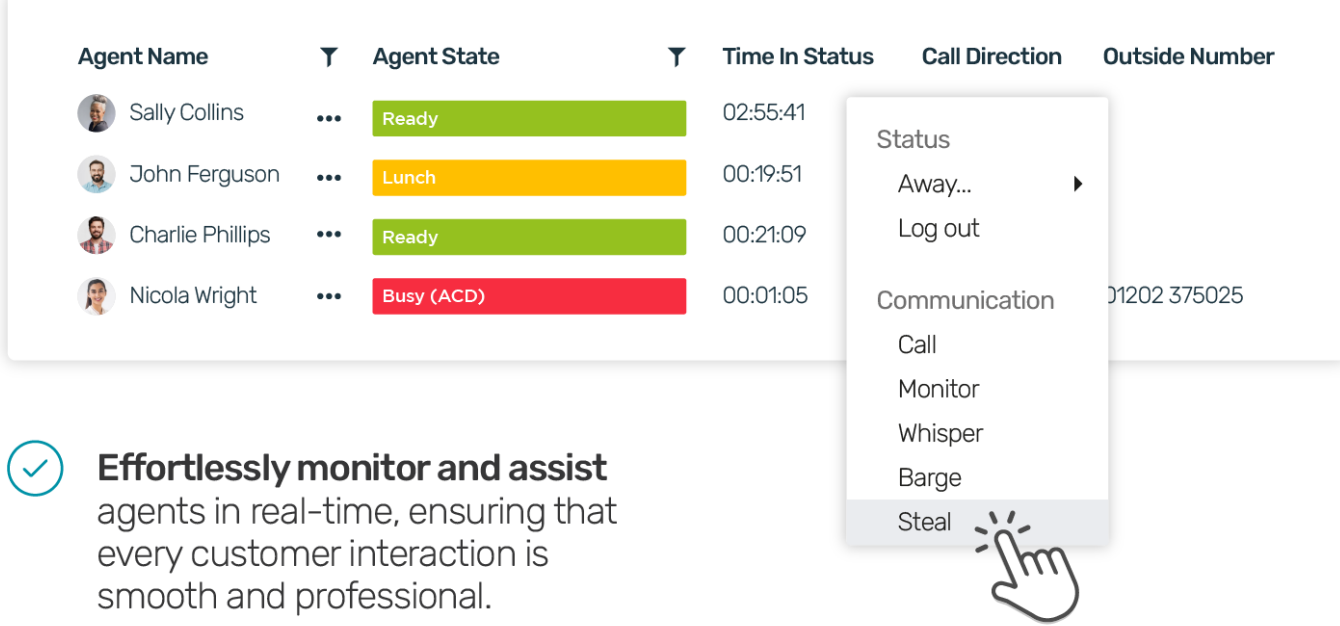 Agent Name Agent State Time In Status Call Direction Outside Number
Sally Collins ••• Ready 02:55:41
John Ferguson ••• Lunch 00:19:51
Charlie Phillips ••• Ready 00:21:09
Nicola Wright ••• Busy (ACD) 00:01:05 01202 375025
Status
Away...
Log out
Communication
Call
Monitor
Whisper
Barge
Steal
Effortlessly monitor and assist
agents in real-time, ensuring that
every customer interaction is
smooth and professional.